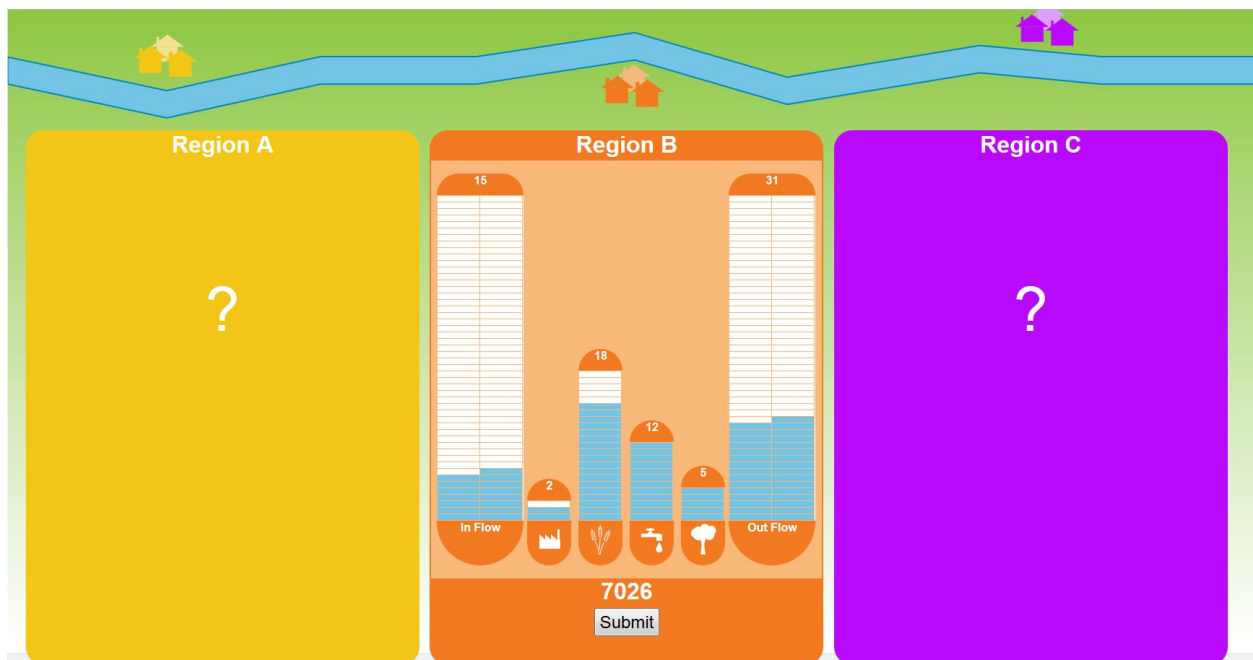 Region A
?
Region B
15
31
18
12
5
2
In Flow
Out Flow
7026
Submit
Region C
?